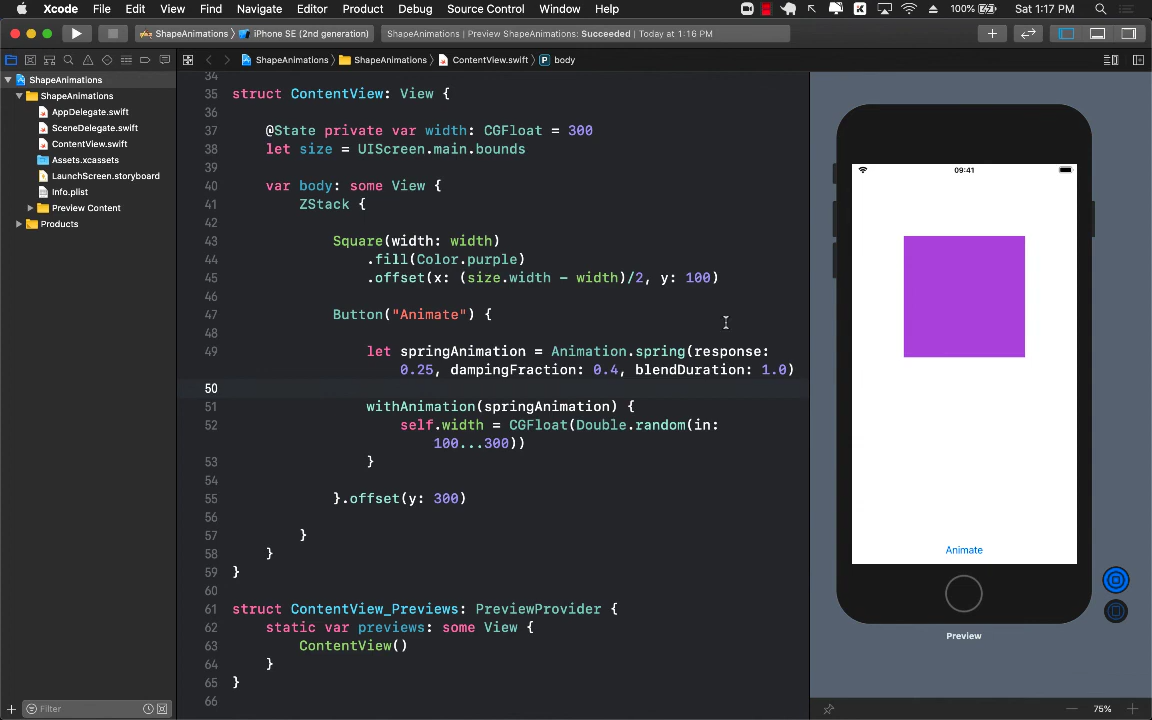 Xcode File Edit View Find Navigate Editor Product Debug Source Control Window Help 100% Sat 1:17 PM
ShapeAnimations iPhone SE (2nd generation) ShapeAnimations | Preview ShapeAnimations: Succeeded | Today at 1:16 PM
ShapeAnimations ShapeAnimations ContentView.swift P body
ShapeAnimations
ShapeAnimations
AppDelegate.swift
SceneDelegate.swift
ContentView.swift
Assets.xcassets
LaunchScreen.storyboard
Info.plist
Preview Content
Products
Filter
34
35 struct ContentView: View {
36
37 @State private var width: CGFloat = 300
38 let size = UIScreen.main.bounds
39
40 var body: some View {
41 ZStack {
42
43 Square(width: width)
44 .fill(Color.purple)
45 .offset(x: (size.width - width)/2, y: 100)
46
47 Button("Animate") {
48
49 let springAnimation = Animation.spring(response:
0.25, dampingFraction: 0.4, blendDuration: 1.0)
50
51 withAnimation(springAnimation) {
52 self.width = CGFloat(Double.random(in:
100...300))
53 }
54
55 }.offset(y: 300)
56
57 }
58 }
59 }
60
61 struct ContentView_Previews: PreviewProvider {
62 static var previews: some View {
63 ContentView()
64 }
65 }
66
09:41
Animate
Preview
75%